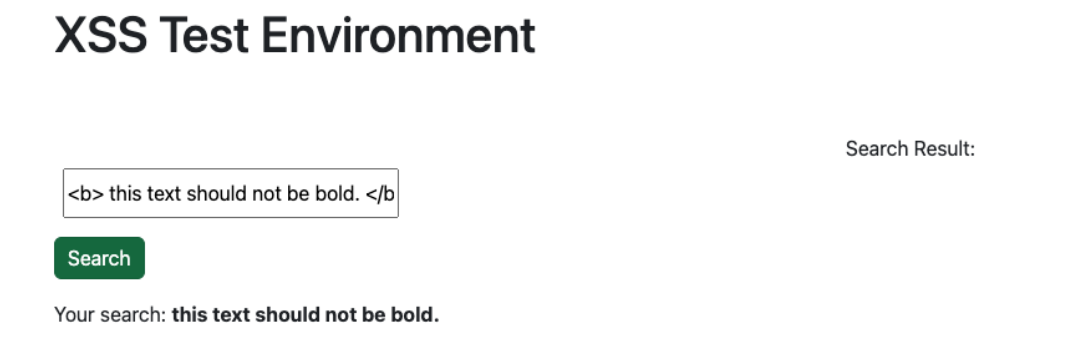 XSS Test Environment
Search Result:
<b> this text should not be bold. </b
Search
Your search: this text should not be bold.